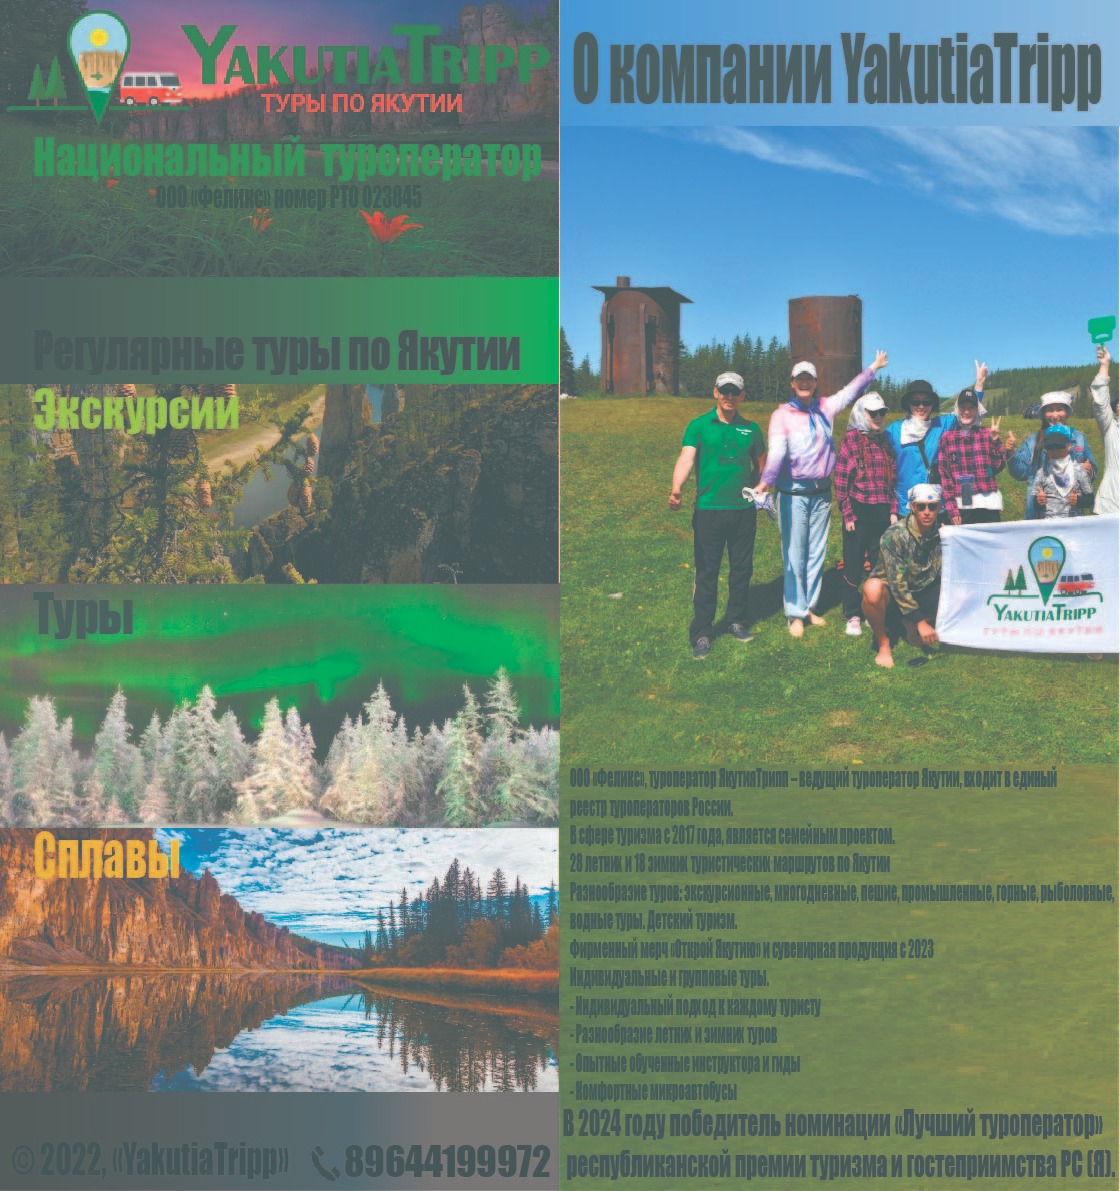 YAKUTIATRIPP
ТУРЫ ПО ЯКУТИИ
Национальный туроператор
ООО «Феликс» номер РТО 023845
Регулярные туры по Якутии
Экскурсии
Туры
Сплавы
© 2022, «YakutiaTripp» 89644199972
О компании YakutiaTripp
YAKUTIATRIPP
ТУРЫ ПО ЯКУТИИ
ООО «Феликс», туроператор ЯкутияТрипп – ведущий туроператор Якутии, входит в единый
реестр туроператоров России.
В сфере туризма с 2017 года, является семейным проектом.
28 летних и 18 зимних туристических маршрутов по Якутии
Разнообразие туров: экскурсионные, многодневные, пешие, промышленные, горные, рыболовные
водные туры. Детский туризм.
Фирменный мерч «Открой Якутию» и сувенирная продукция с 2023
Индивидуальные и групповые туры.
- Индивидуальный подход к каждому туристу
- Разнообразие летних и зимних туров
- Опытные обученные инструктора и гиды
- Комфортные микроавтобусы
В 2024 году победитель номинации «Лучший туроператор»
республиканской премии туризма и гостеприимства РС (Я).